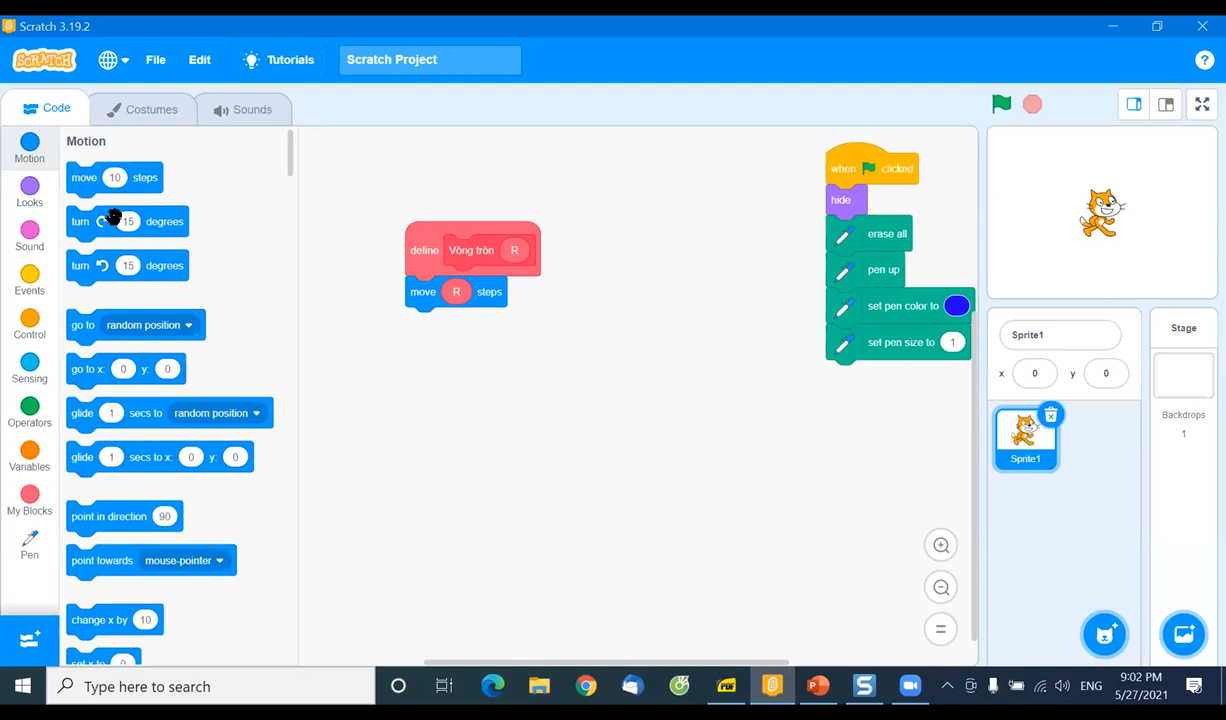 Scratch 3.19.2
SCRATCH
File
Edit
Tutorials
Scratch Project
?
Code
Costumes
Sounds
Motion
Looks
Sound
Events
Control
Sensing
Operators
Variables
My Blocks
Pen
Motion
move 10 steps
turn 15 degrees
turn 15 degrees
go to random position
go to x: 0 y: 0
glide 1 secs to random position
glide 1 secs to x: 0 y: 0
point in direction 90
point towards mouse-pointer
change x by 10
set x to 0
define Vòng tròn R
move R steps
when clicked
hide
erase all
pen up
set pen color to
set pen size to 1
Sprite1
x 0 y 0
Sprite1
Stage
Backdrops
1
Type here to search
PDF
P
S
ENG
9:02 PM
5/27/2021